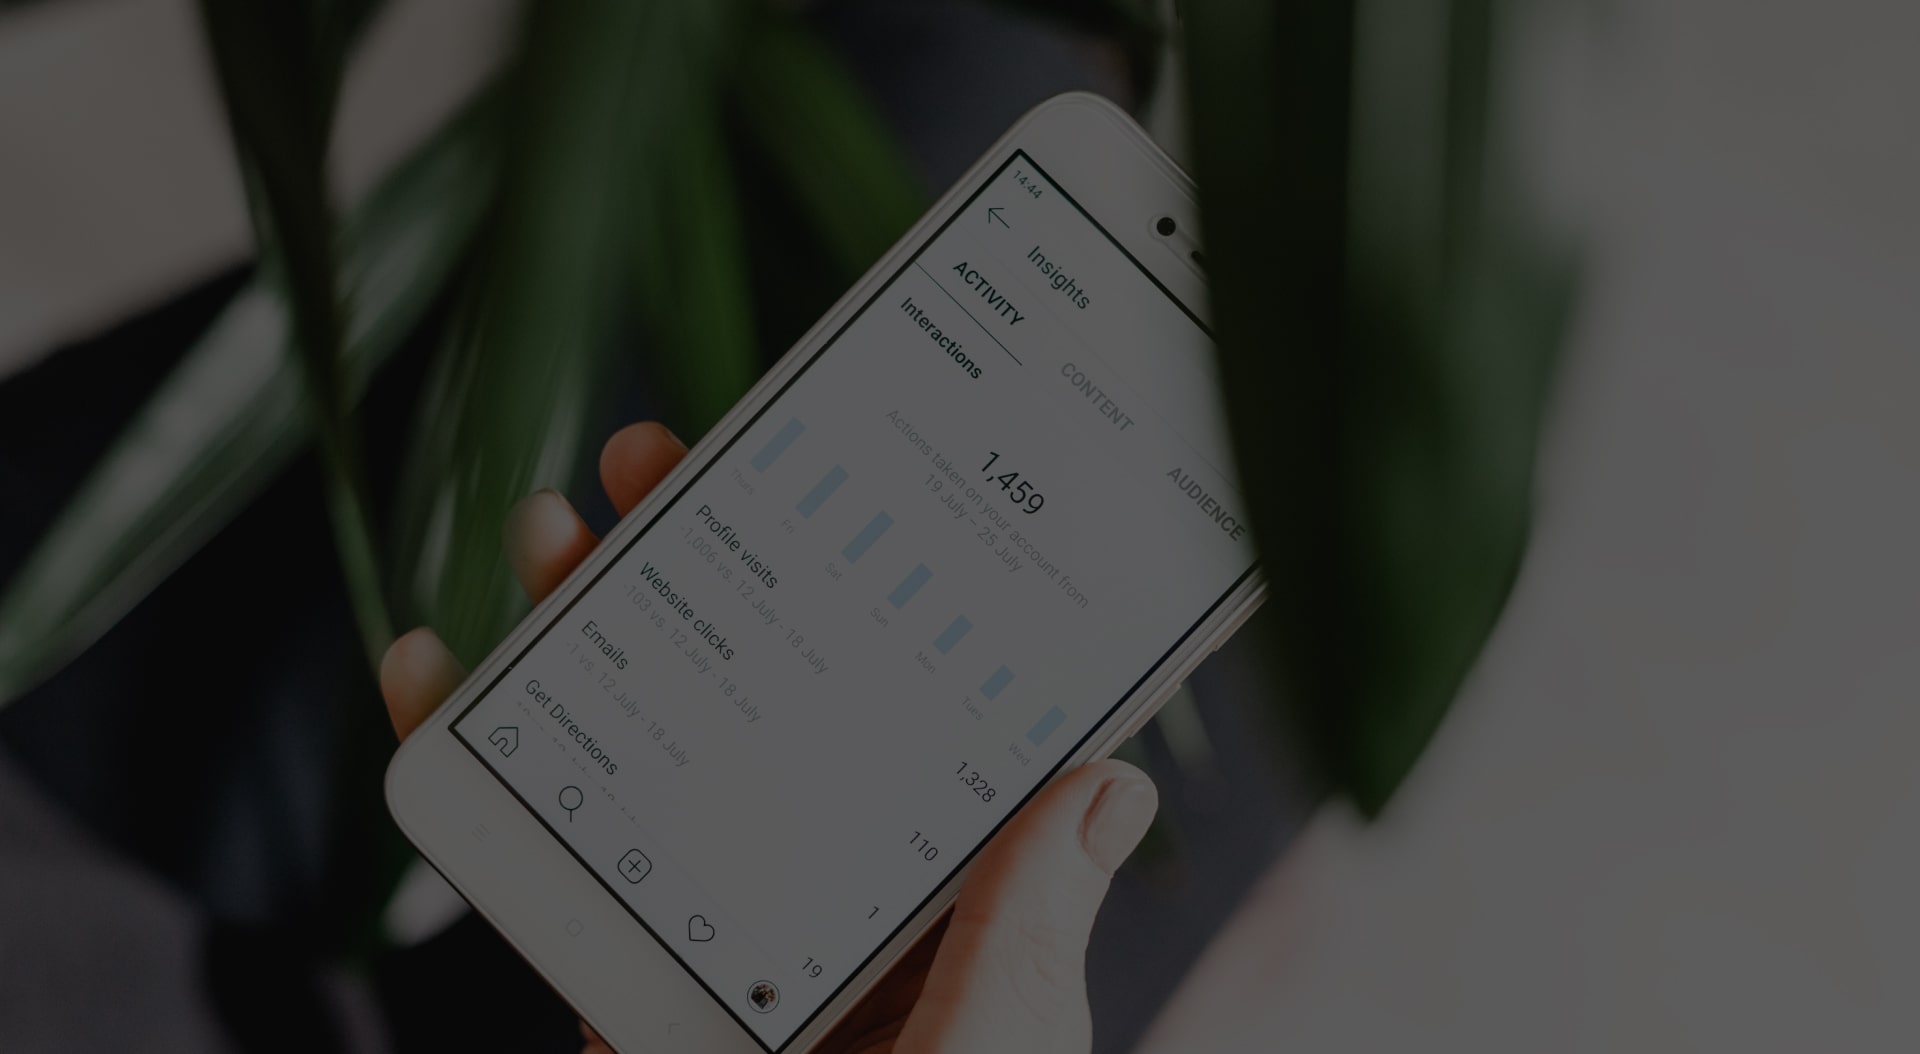 14:44
Insights
ACTIVITY
CONTENT
AUDIENCE
Interactions
1,459
Actions taken on your account from
19 July – 25 July
Thurs
Fri
Sat
Sun
Mon
Tues
Wed
Profile visits
1,328
-1,006 vs. 12 July - 18 July
Website clicks
110
-103 vs. 12 July - 18 July
Emails
1
-1 vs. 12 July - 18 July
Get Directions
19